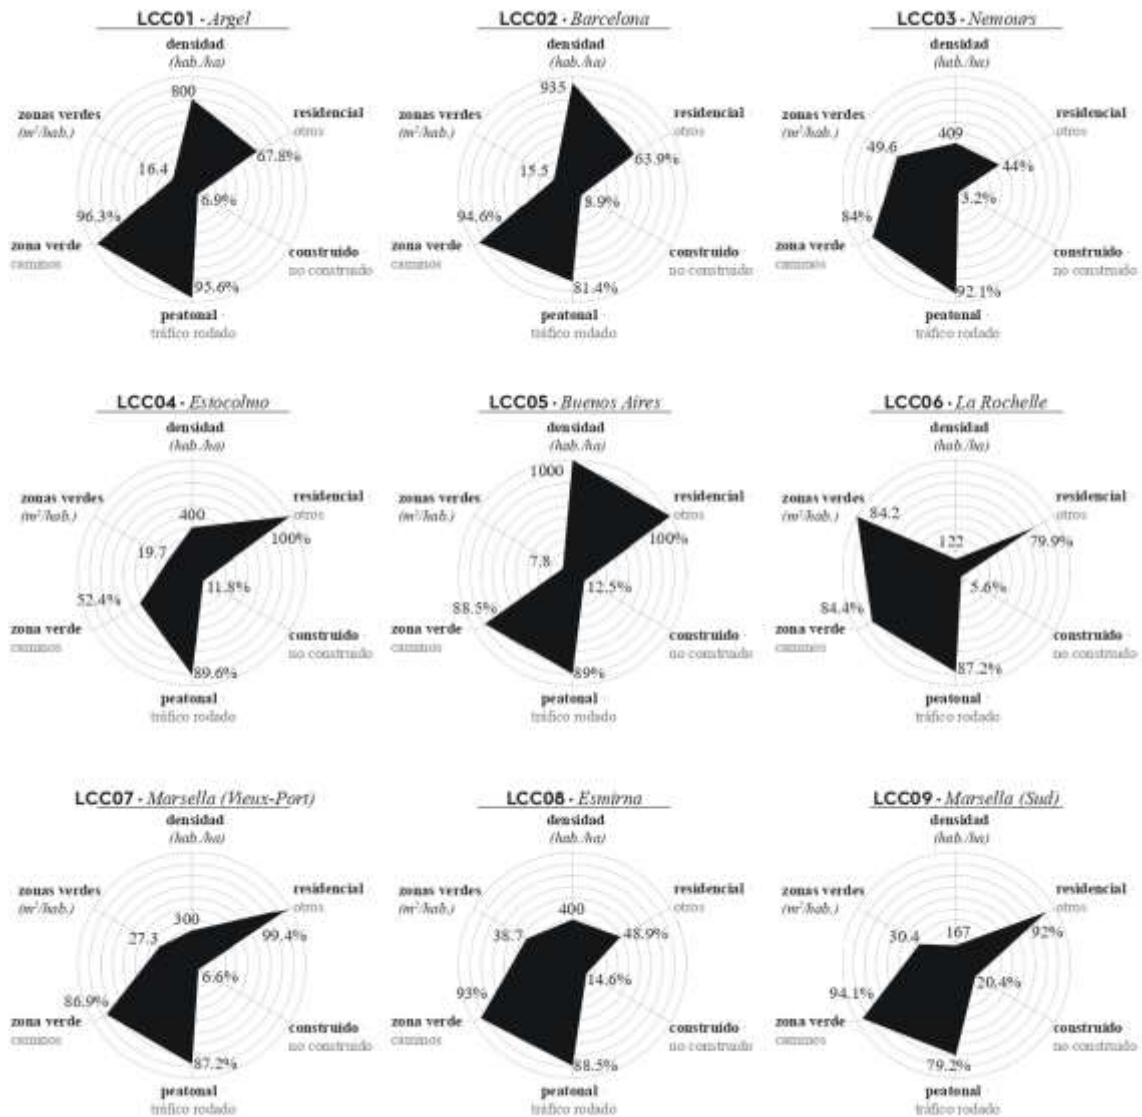 LCC01 · Argel
densidad
(hab./ha)
800
zonas verdes
(m²/hab.)
residencial
otros
16.4
67.8%
6.9%
96.3%
zona verde
caminos
construido
no construido
95.6%
peatonal
tráfico rodado
LCC02 · Barcelona
densidad
(hab./ha)
935
zonas verdes
(m²/hab.)
residencial
otros
15.5
63.9%
8.9%
94.6%
zona verde
caminos
construido
no construido
81.4%
peatonal
tráfico rodado
LCC03 · Nemours
densidad
(hab./ha)
409
zonas verdes
(m²/hab.)
residencial
otros
49.6
44%
3.2%
84%
zona verde
caminos
construido
no construido
92.1%
peatonal
tráfico rodado
LCC04 · Estocolmo
densidad
(hab./ha)
400
zonas verdes
(m²/hab.)
residencial
otros
100%
19.7
11.8%
52.4%
zona verde
caminos
construido
no construido
89.6%
peatonal
tráfico rodado
LCC05 · Buenos Aires
densidad
(hab./ha)
1000
zonas verdes
(m²/hab.)
residencial
otros
100%
7.8
12.5%
88.5%
zona verde
caminos
construido
no construido
89%
peatonal
tráfico rodado
LCC06 · La Rochelle
densidad
(hab./ha)
122
zonas verdes
(m²/hab.)
84.2
residencial
otros
79.9%
5.6%
84.4%
zona verde
caminos
construido
no construido
87.2%
peatonal
tráfico rodado
LCC07 · Marsella (Vieux-Port)
densidad
(hab./ha)
300
zonas verdes
(m²/hab.)
residencial
otros
27.3
99.4%
6.6%
86.9%
zona verde
caminos
construido
no construido
87.2%
peatonal
tráfico rodado
LCC08 · Esmirna
densidad
(hab./ha)
400
zonas verdes
(m²/hab.)
residencial
otros
38.7
48.9%
14.6%
93%
zona verde
caminos
construido
no construido
88.5%
peatonal
tráfico rodado
LCC09 · Marsella (Sud)
densidad
(hab./ha)
167
zonas verdes
(m²/hab.)
residencial
otros
30.4
92%
20.4%
94.1%
zona verde
caminos
construido
no construido
79.2%
peatonal
tráfico rodado